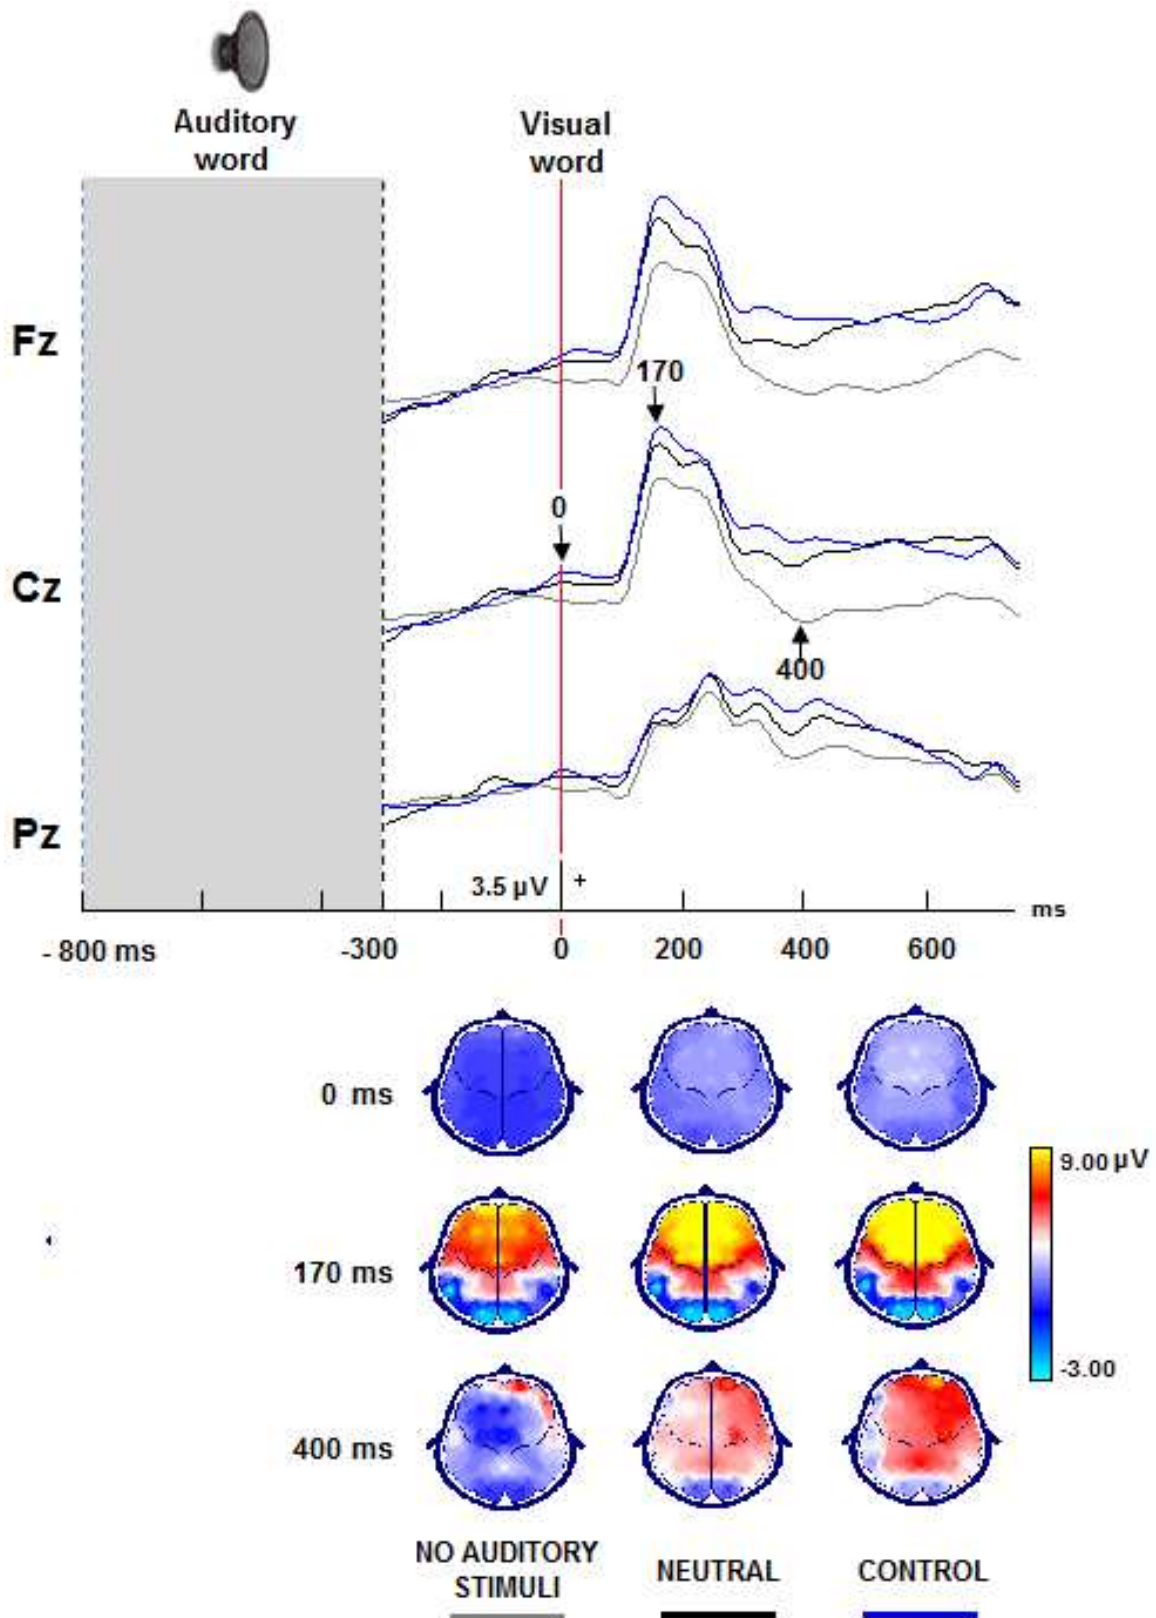 Auditory
word
Visual
word
Fz
170
0
Cz
400
Pz
3.5 µV +
ms
- 800 ms -300 0 200 400 600
0 ms
170 ms
9.00 µV
-3.00
400 ms
NO AUDITORY
STIMULI
NEUTRAL
CONTROL